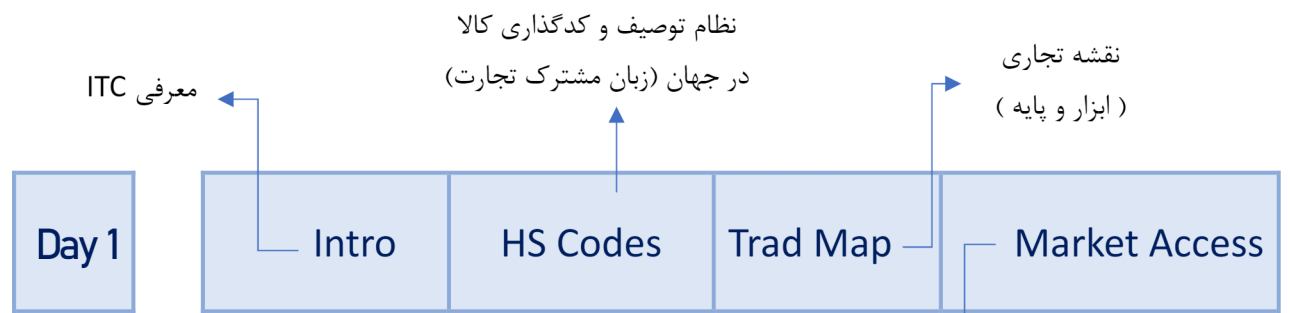 نظام توصیف و کدگذاری کالا
در جهان (زبان مشترک تجارت)
نقشه تجاری
( ابزار و پایه )
معرفی ITC
Day 1
Intro
HS Codes
Trad Map
Market Access